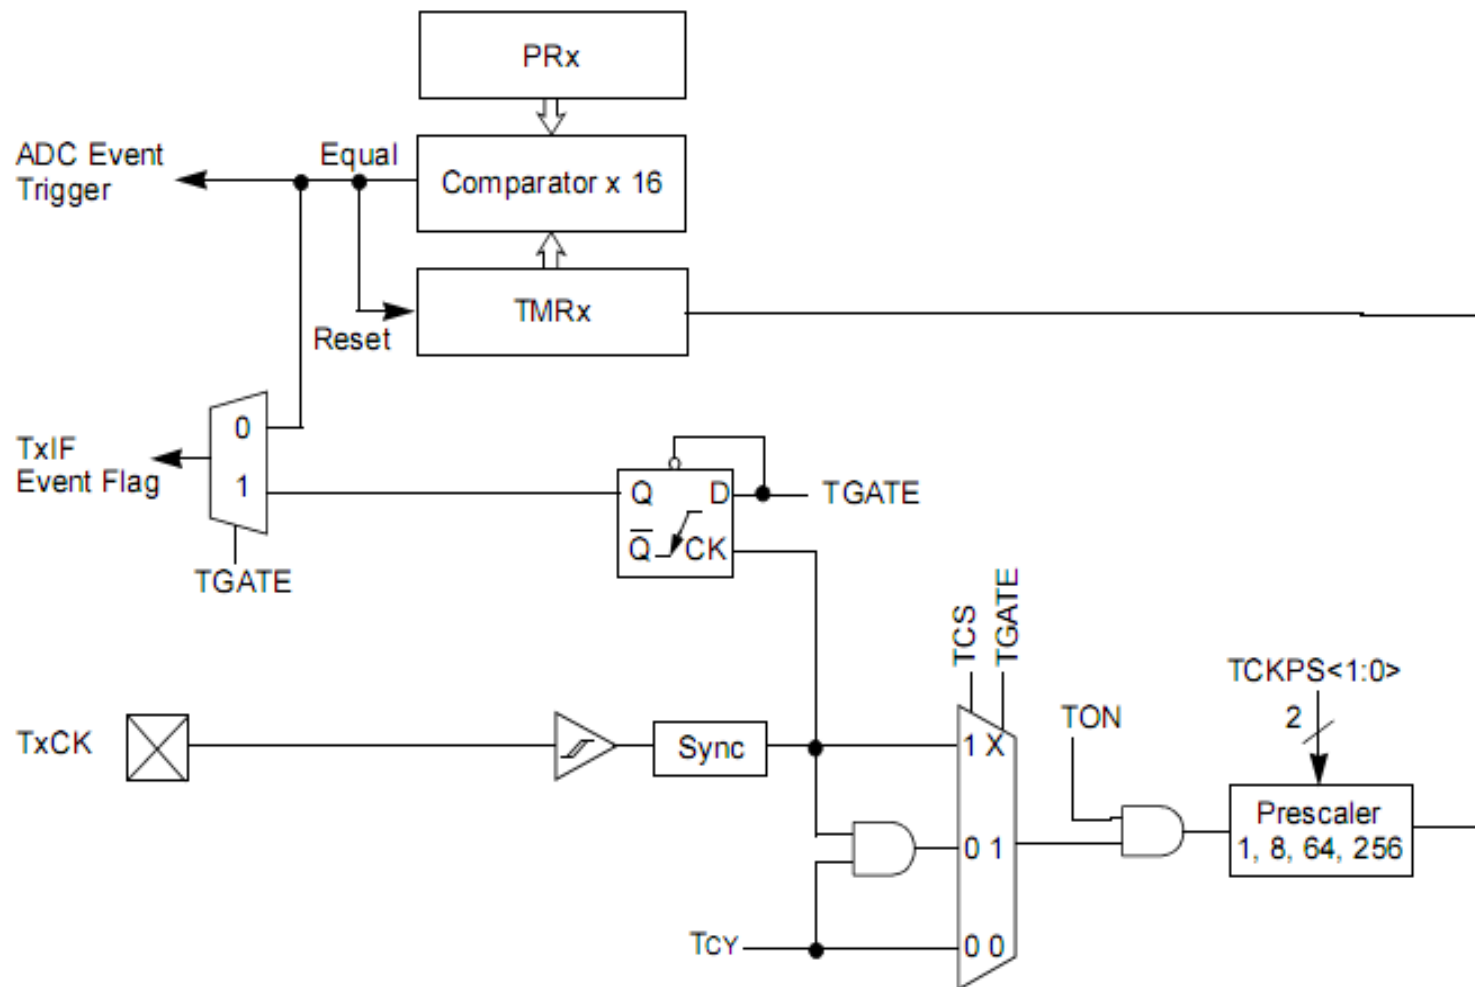 PRx
ADC Event
Trigger
Equal
Comparator x 16
TMRx
Reset
0
1
TxIF
Event Flag
TGATE
Q D
Q̅ CK
TGATE
TCS
TGATE
TCKPS<1:0>
2
TON
TxCK
Sync
1 X
0 1
0 0
Prescaler
1, 8, 64, 256
TCY